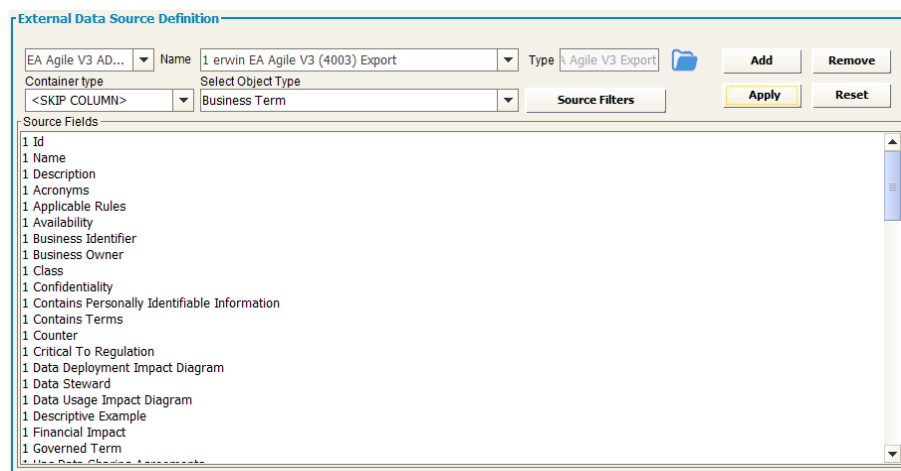 External Data Source Definition
EA Agile V3 AD... Name 1 erwin EA Agile V3 (4003) Export Type Agile V3 Export Add Remove
Container type Select Object Type
<SKIP COLUMN> Business Term Source Filters Apply Reset
Source Fields
1 Id
1 Name
1 Description
1 Acronyms
1 Applicable Rules
1 Availability
1 Business Identifier
1 Business Owner
1 Class
1 Confidentiality
1 Contains Personally Identifiable Information
1 Contains Terms
1 Counter
1 Critical To Regulation
1 Data Deployment Impact Diagram
1 Data Steward
1 Data Usage Impact Diagram
1 Descriptive Example
1 Financial Impact
1 Governed Term